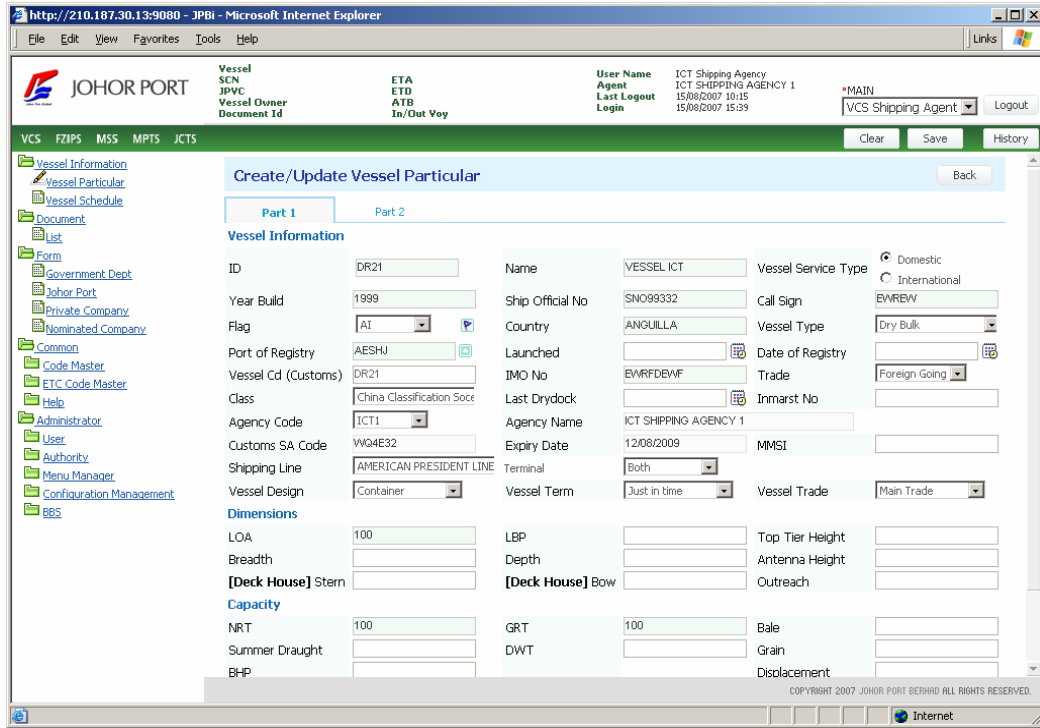 http://210.187.30.13:9080 - JPBi - Microsoft Internet Explorer
File Edit View Favorites Tools Help Links
JOHOR PORT
Vessel
SCN ETA
JPVC ETD
Vessel Owner ATB
Document Id In/Out Voy
User Name ICT Shipping Agency
Agent ICT SHIPPING AGENCY 1
Last Logout 15/08/2007 10:15
Login 15/08/2007 15:39
*MAIN
VCS Shipping Agent Logout
VCS FZIPS MSS MPTS JCTS Clear Save History
Vessel Information
Vessel Particular
Vessel Schedule
Document
List
Form
Government Dept
Johor Port
Private Company
Nominated Company
Common
Code Master
ETC Code Master
Help
Administrator
User
Authority
Menu Manager
Configuration Management
BBS
Create/Update Vessel Particular Back
Part 1 Part 2
Vessel Information
ID DR21 Name VESSEL ICT Vessel Service Type Domestic
International
Year Build 1999 Ship Official No SNO99332 Call Sign EWREW
Flag AI Country ANGUILLA Vessel Type Dry Bulk
Port of Registry AESHJ Launched Date of Registry
Vessel Cd (Customs) DR21 IMO No EWRFDEWF Trade Foreign Going
Class China Classification Soce Last Drydock Inmarst No
Agency Code ICT1 Agency Name ICT SHIPPING AGENCY 1
Customs SA Code WQ4E32 Expiry Date 12/08/2009 MMSI
Shipping Line AMERICAN PRESIDENT LINE Terminal Both
Vessel Design Container Vessel Term Just in time Vessel Trade Main Trade
Dimensions
LOA 100 LBP Top Tier Height
Breadth Depth Antenna Height
[Deck House] Stern [Deck House] Bow Outreach
Capacity
NRT 100 GRT 100 Bale
Summer Draught DWT Grain
BHP Displacement
COPYRIGHT 2007 JOHOR PORT BERHAD ALL RIGHTS RESERVED.
Internet